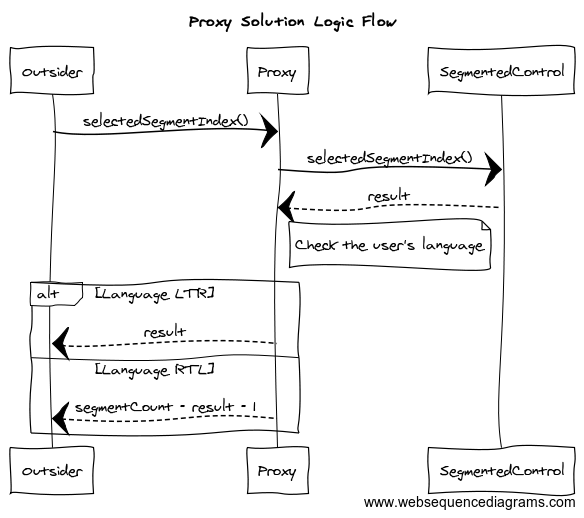 Proxy Solution Logic Flow
Outsider
Proxy
SegmentedControl
selectedSegmentIndex()
selectedSegmentIndex()
result
Check the user's language
alt
[Language LTR]
result
[Language RTL]
segmentCount - result - 1
Outsider
Proxy
SegmentedControl
www.websequencediagrams.com